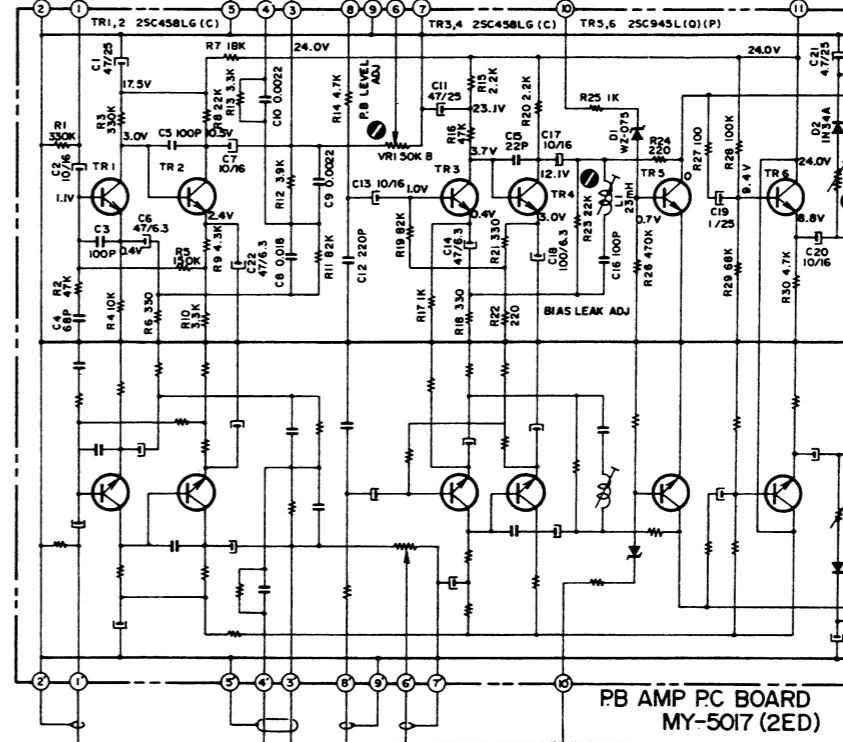 2 1 5 4 3 8 9 6 7 10 11
TR1,2 2SC458LG (C)
TR3,4 2SC458LG (C)
TR5,6 2SC945L(Q)(P)
C1 47/25
17.5V
R7 18K
24.0V
R1 330K
R3 330K
3.0V
C5 100P
10.5V
R8 22K
R13 3.3K
C10 0.0022
R14 4.7K
P.B LEVEL ADJ
C11 47/25
R15 2.2K
23.1V
R16 47K
R20 2.2K
R25 1K
D1 WZ-075
24.0V
C21 4.7/25
D2 1N34A
C2 10/16
TR1
TR2
C7 10/16
R12 3.9K
C9 0.0022
VR1 50K B
3.7V
C15 22P
C17 10/16
R24 220
R27 100
R28 100K
24.0V
1.1V
C13 10/16
1.0V
TR3
12.1V
TR4
L1 23mH
TR5
0
9.4V
TR6
C3 100P
C6 47/6.3
0.4V
2.4V
R9 4.3K
C22 47/6.3
C8 0.018
R11 82K
C12 220P
R19 82K
0.4V
C14 47/6.3
R21 330
3.0V
C18 100/6.3
R23 22K
C16 100P
0.7V
R26 470K
C19 1/25
8.8V
C20 10/16
R2 47K
R5 150K
C4 68P
R4 10K
R6 330
R10 3.3K
R17 1K
R18 330
R22 220
BIAS LEAK ADJ
R29 68K
R30 4.7K
2' 1' 5' 4' 3' 8' 9' 6' 7' 10'
P.B AMP P.C BOARD
MY-5017 (2ED)